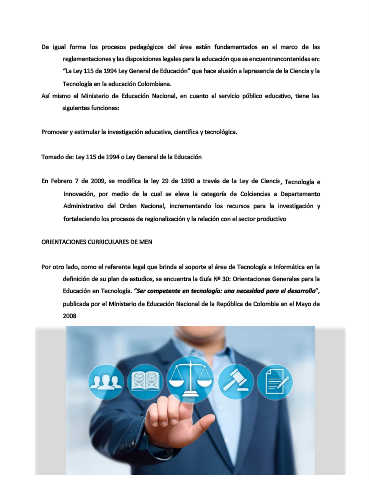 De igual forma los procesos pedagógicos del área están fundamentados en el marco de las
reglamentaciones y las disposiciones legales para la educación que se encuentrancontenidas en:
"La Ley 115 de 1994 Ley General de Educación" que hace alusión a lapresencia de la Ciencia y la
Tecnología en la educación Colombiana.
Así mismo el Ministerio de Educación Nacional, en cuanto al servicio público educativo, tiene las
siguientes funciones:
Promover y estimular la investigación educativa, científica y tecnológica.
Tomado de: Ley 115 de 1994 o Ley General de la Educación
En Febrero 7 de 2009, se modifica la ley 29 de 1990 a través de la Ley de Ciencia, Tecnología e
Innovación, por medio de la cual se eleva la categoría de Colciencias a Departamento
Administrativo del Orden Nacional, incrementando los recursos para la investigación y
fortaleciendo los procesos de regionalización y la relación con el sector productivo
ORIENTACIONES CURRICULARES DE MEN
Por otro lado, como el referente legal que brinda el soporte al área de Tecnología e Informática en la
definición de su plan de estudios, se encuentra la Guía Nº 30: Orientaciones Generales para la
Educación en Tecnología. "Ser competente en tecnología: una necesidad para el desarrollo",
publicada por el Ministerio de Educación Nacional de la República de Colombia en el Mayo de
2008